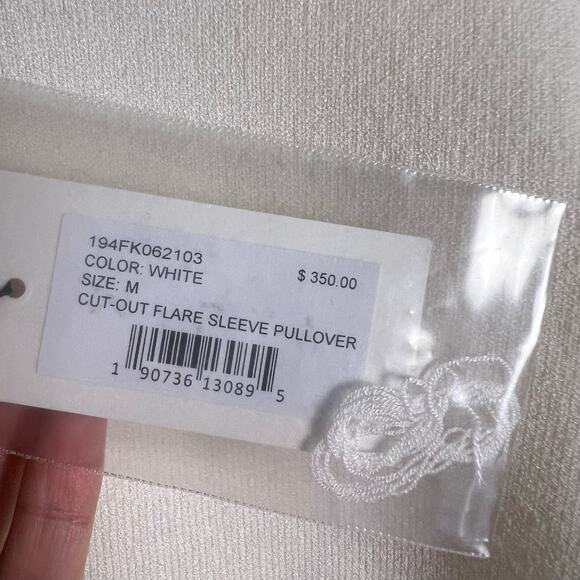 194FK062103
COLOR: WHITE $ 350.00
SIZE: M
CUT-OUT FLARE SLEEVE PULLOVER
1 90736 13089 5